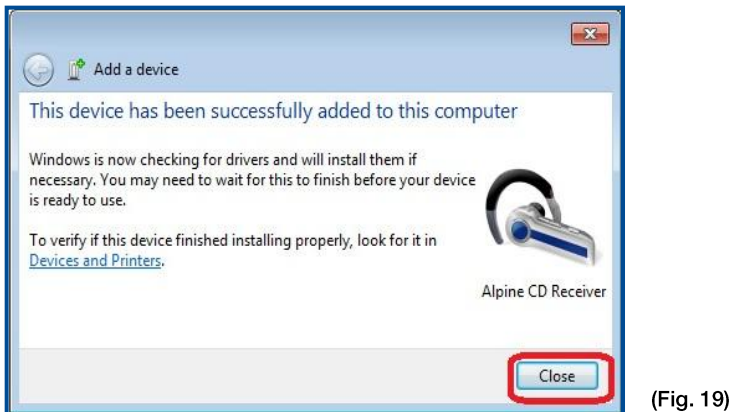 Add a device
This device has been successfully added to this computer
Windows is now checking for drivers and will install them if
necessary. You may need to wait for this to finish before your device
is ready to use.
To verify if this device finished installing properly, look for it in
Devices and Printers.
Alpine CD Receiver
Close
(Fig. 19)